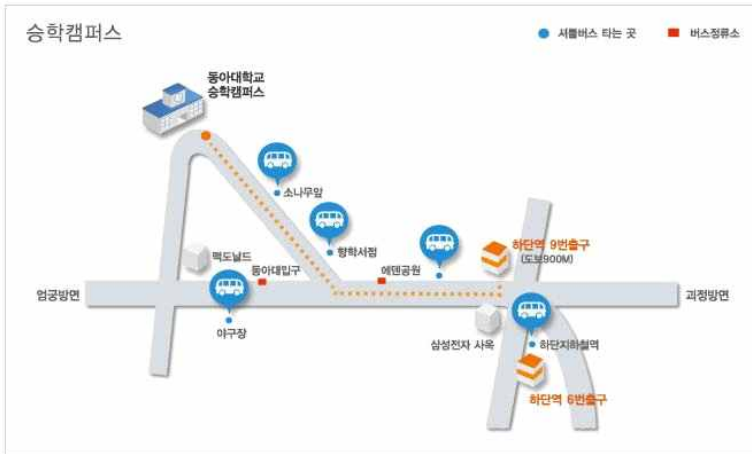 승학캠퍼스
셔틀버스 타는 곳
버스정류소
동아대학교
승학캠퍼스
소나무앞
향학서점
맥도날드
동아대입구
에덴공원
하단역 9번출구
(도보900M)
엄궁방면
괴정방면
야구장
삼성전자 사옥
하단지하철역
하단역 6번출구